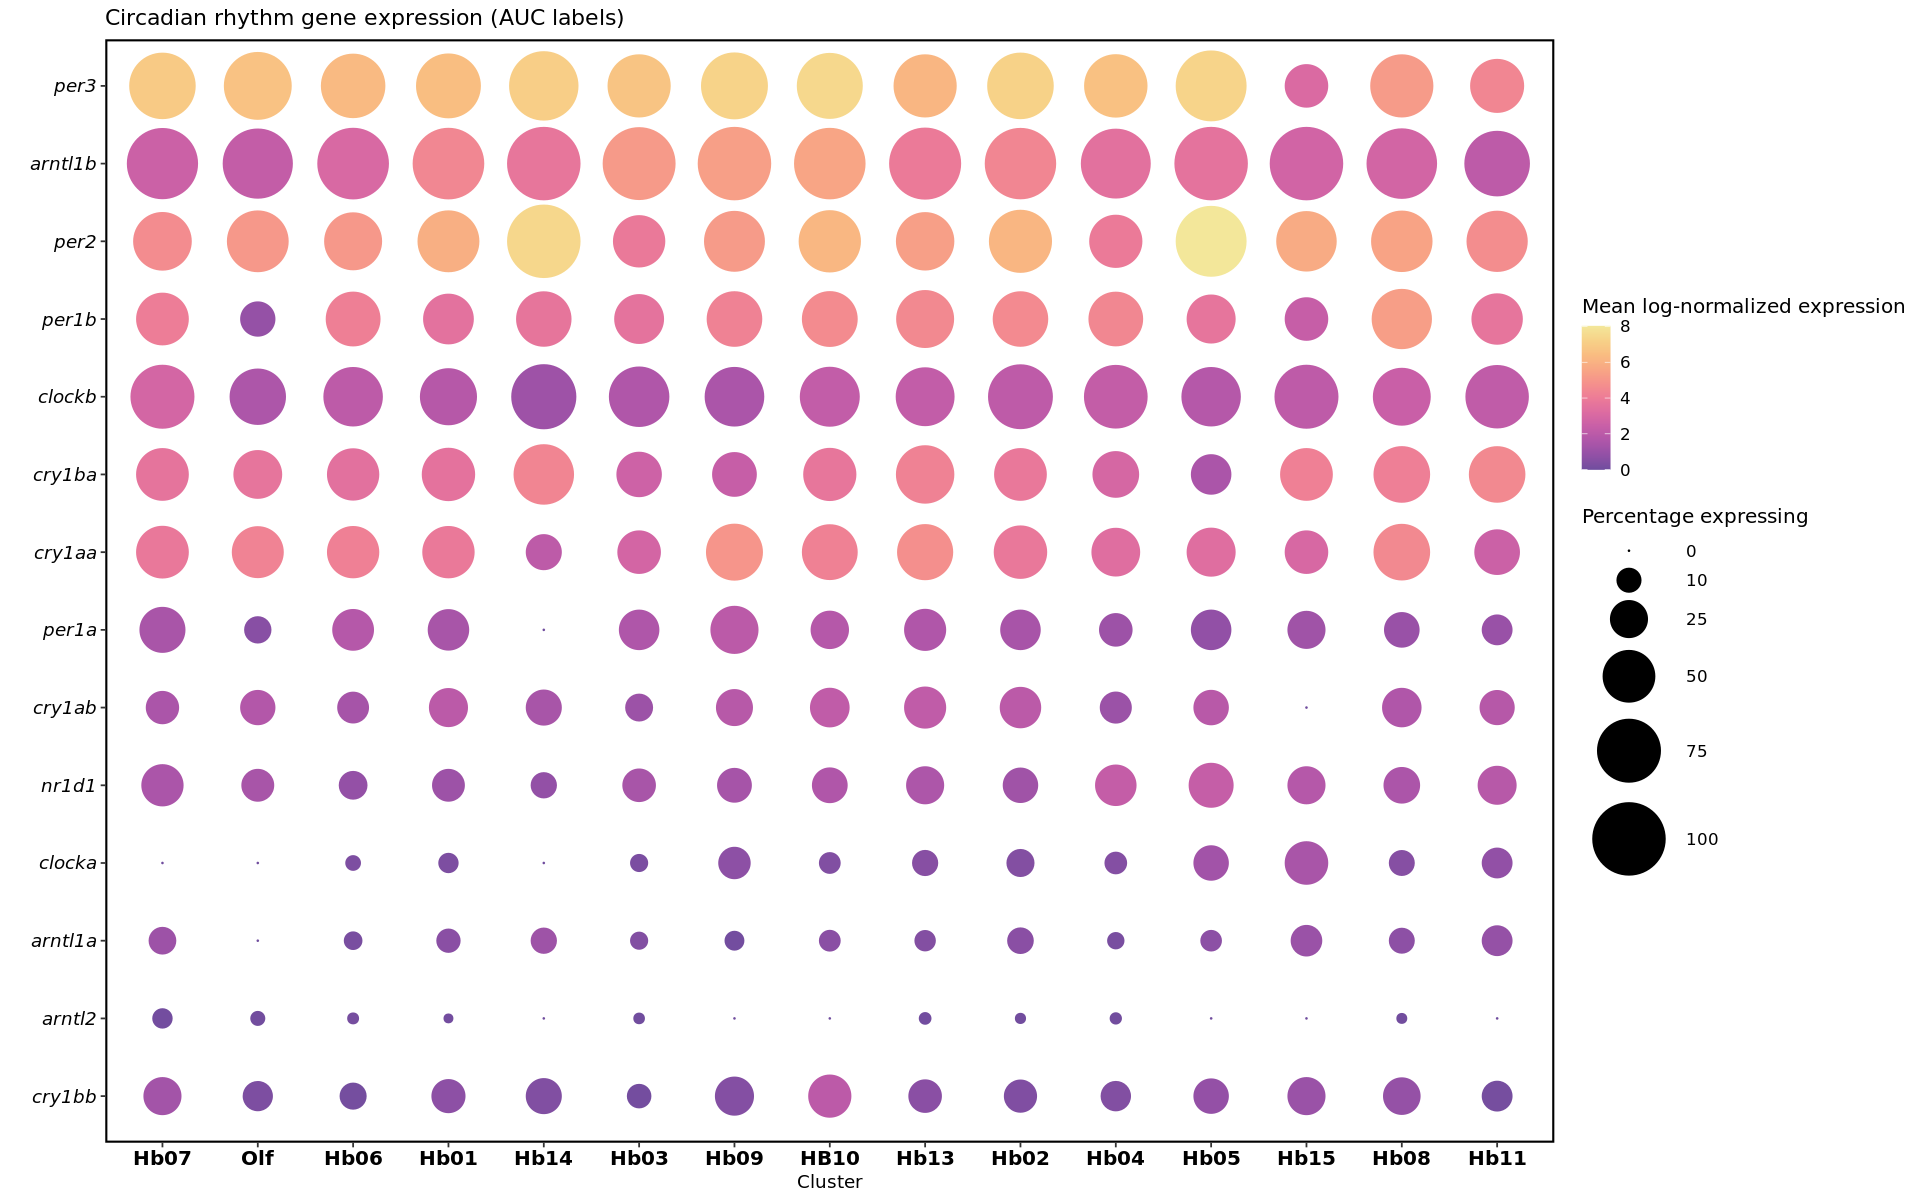 Circadian rhythm gene expression (AUC labels)
per3
arntl1b
per2
per1b
clockb
cry1ba
cry1aa
per1a
cry1ab
nr1d1
clocka
arntl1a
arntl2
cry1bb
Hb07 Olf Hb06 Hb01 Hb14 Hb03 Hb09 HB10 Hb13 Hb02 Hb04 Hb05 Hb15 Hb08 Hb11
Cluster
Mean log-normalized expression
8
6
4
2
0
Percentage expressing
0
10
25
50
75
100